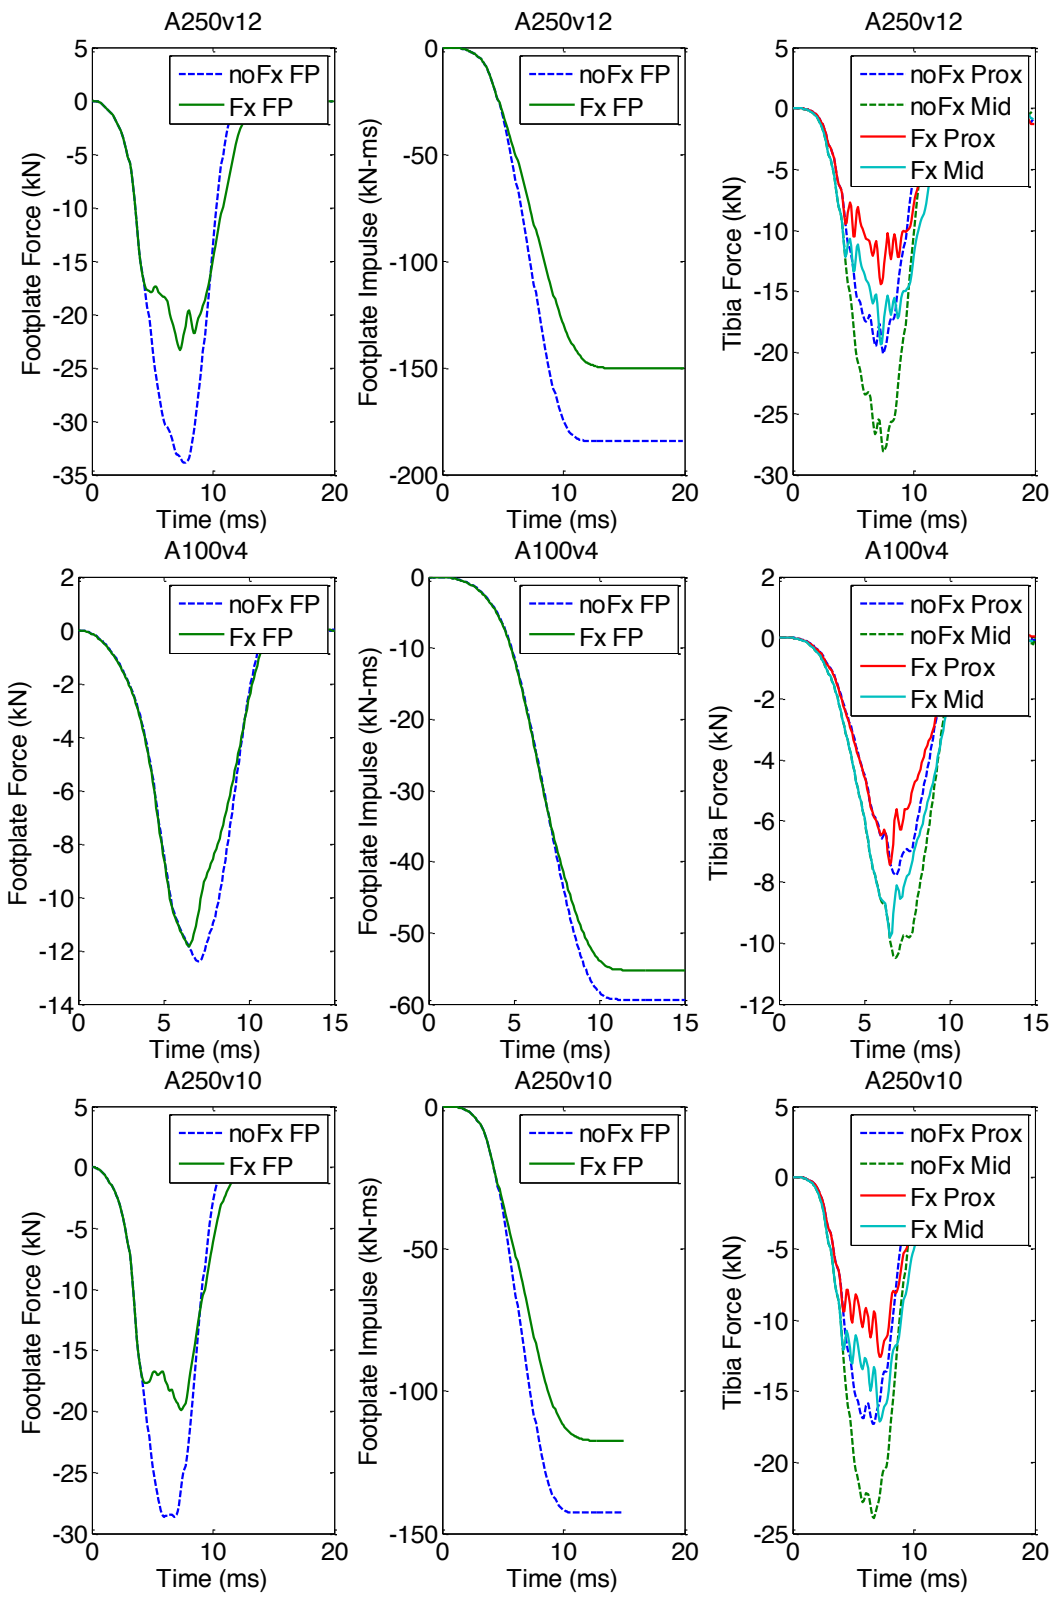 A250v12
A250v12
A250v12
5
0
-5
-10
-15
-20
-25
-30
-35
0
10
20
Footplate Force (kN)
Time (ms)
noFx FP
Fx FP
0
-50
-100
-150
-200
0
10
20
Footplate Impulse (kN-ms)
Time (ms)
noFx FP
Fx FP
5
0
-5
-10
-15
-20
-25
-30
0
10
20
Tibia Force (kN)
Time (ms)
noFx Prox
noFx Mid
Fx Prox
Fx Mid
A100v4
A100v4
A100v4
2
0
-2
-4
-6
-8
-10
-12
-14
0
5
10
15
Footplate Force (kN)
Time (ms)
noFx FP
Fx FP
0
-10
-20
-30
-40
-50
-60
0
5
10
15
Footplate Impulse (kN-ms)
Time (ms)
noFx FP
Fx FP
2
0
-2
-4
-6
-8
-10
-12
0
5
10
15
Tibia Force (kN)
Time (ms)
noFx Prox
noFx Mid
Fx Prox
Fx Mid
A250v10
A250v10
A250v10
5
0
-5
-10
-15
-20
-25
-30
0
10
20
Footplate Force (kN)
Time (ms)
noFx FP
Fx FP
0
-50
-100
-150
0
10
20
Footplate Impulse (kN-ms)
Time (ms)
noFx FP
Fx FP
5
0
-5
-10
-15
-20
-25
0
10
20
Tibia Force (kN)
Time (ms)
noFx Prox
noFx Mid
Fx Prox
Fx Mid